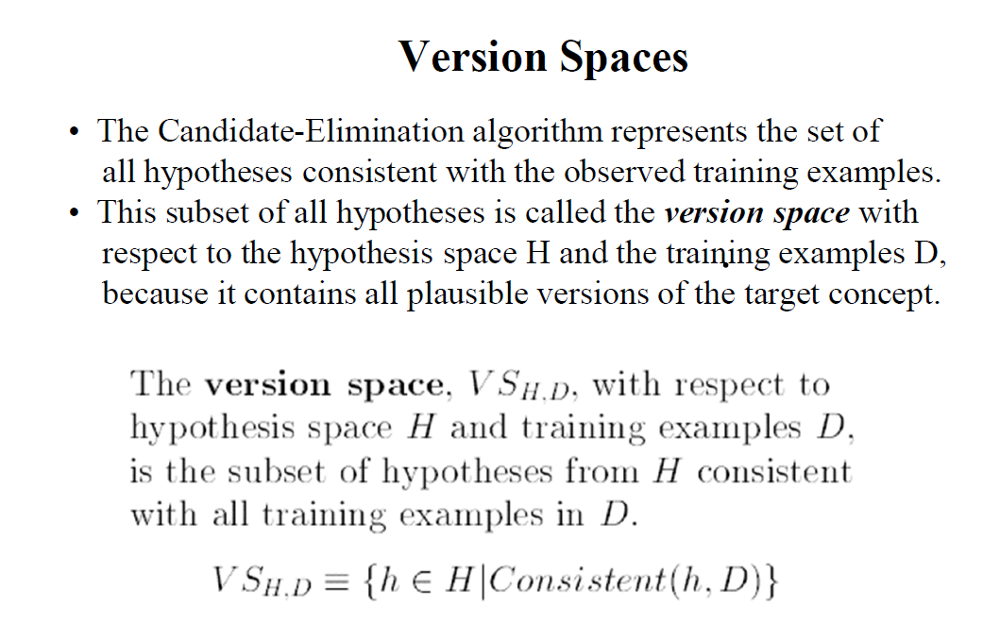 Version Spaces
• The Candidate-Elimination algorithm represents the set of
all hypotheses consistent with the observed training examples.
• This subset of all hypotheses is called the version space with
respect to the hypothesis space H and the training examples D,
because it contains all plausible versions of the target concept.
The version space, VS_{H,D}, with respect to
hypothesis space H and training examples D,
is the subset of hypotheses from H consistent
with all training examples in D.
VS_{H,D} ≡ {h ∈ H|Consistent(h, D)}